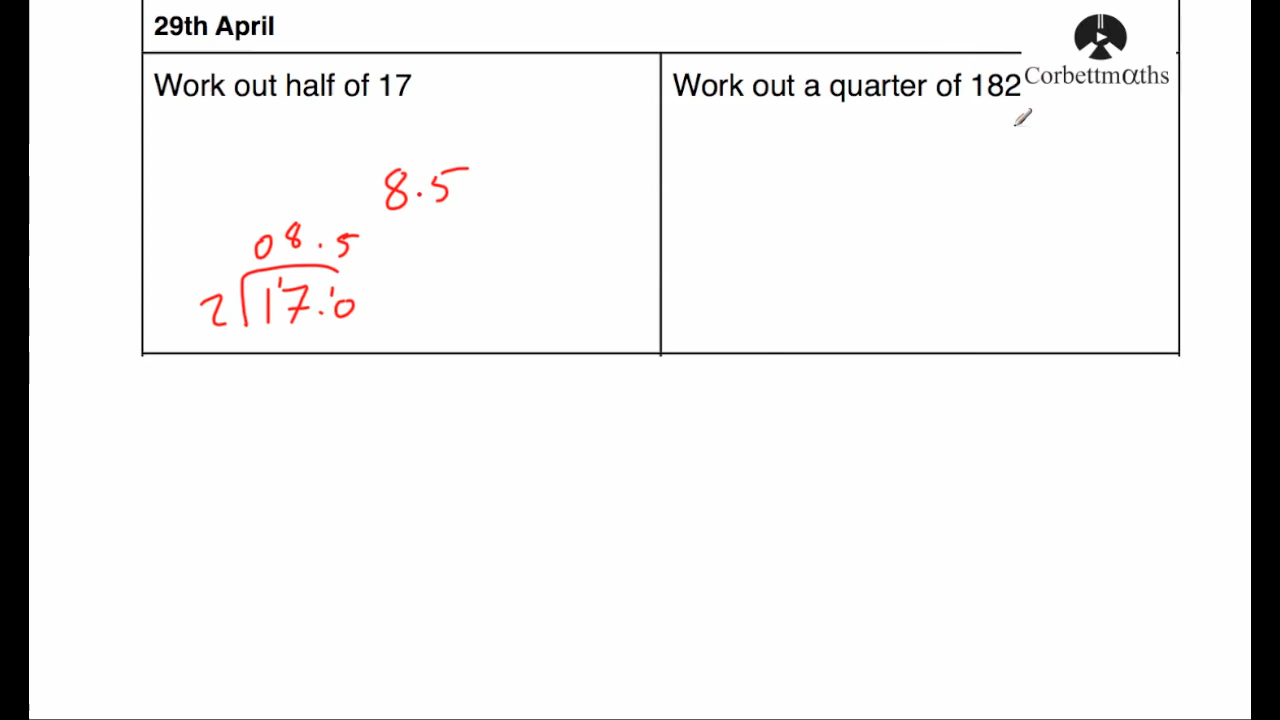 29th April
Corbettmαths
Work out half of 17
Work out a quarter of 182
8.5
08.5
2 17.0